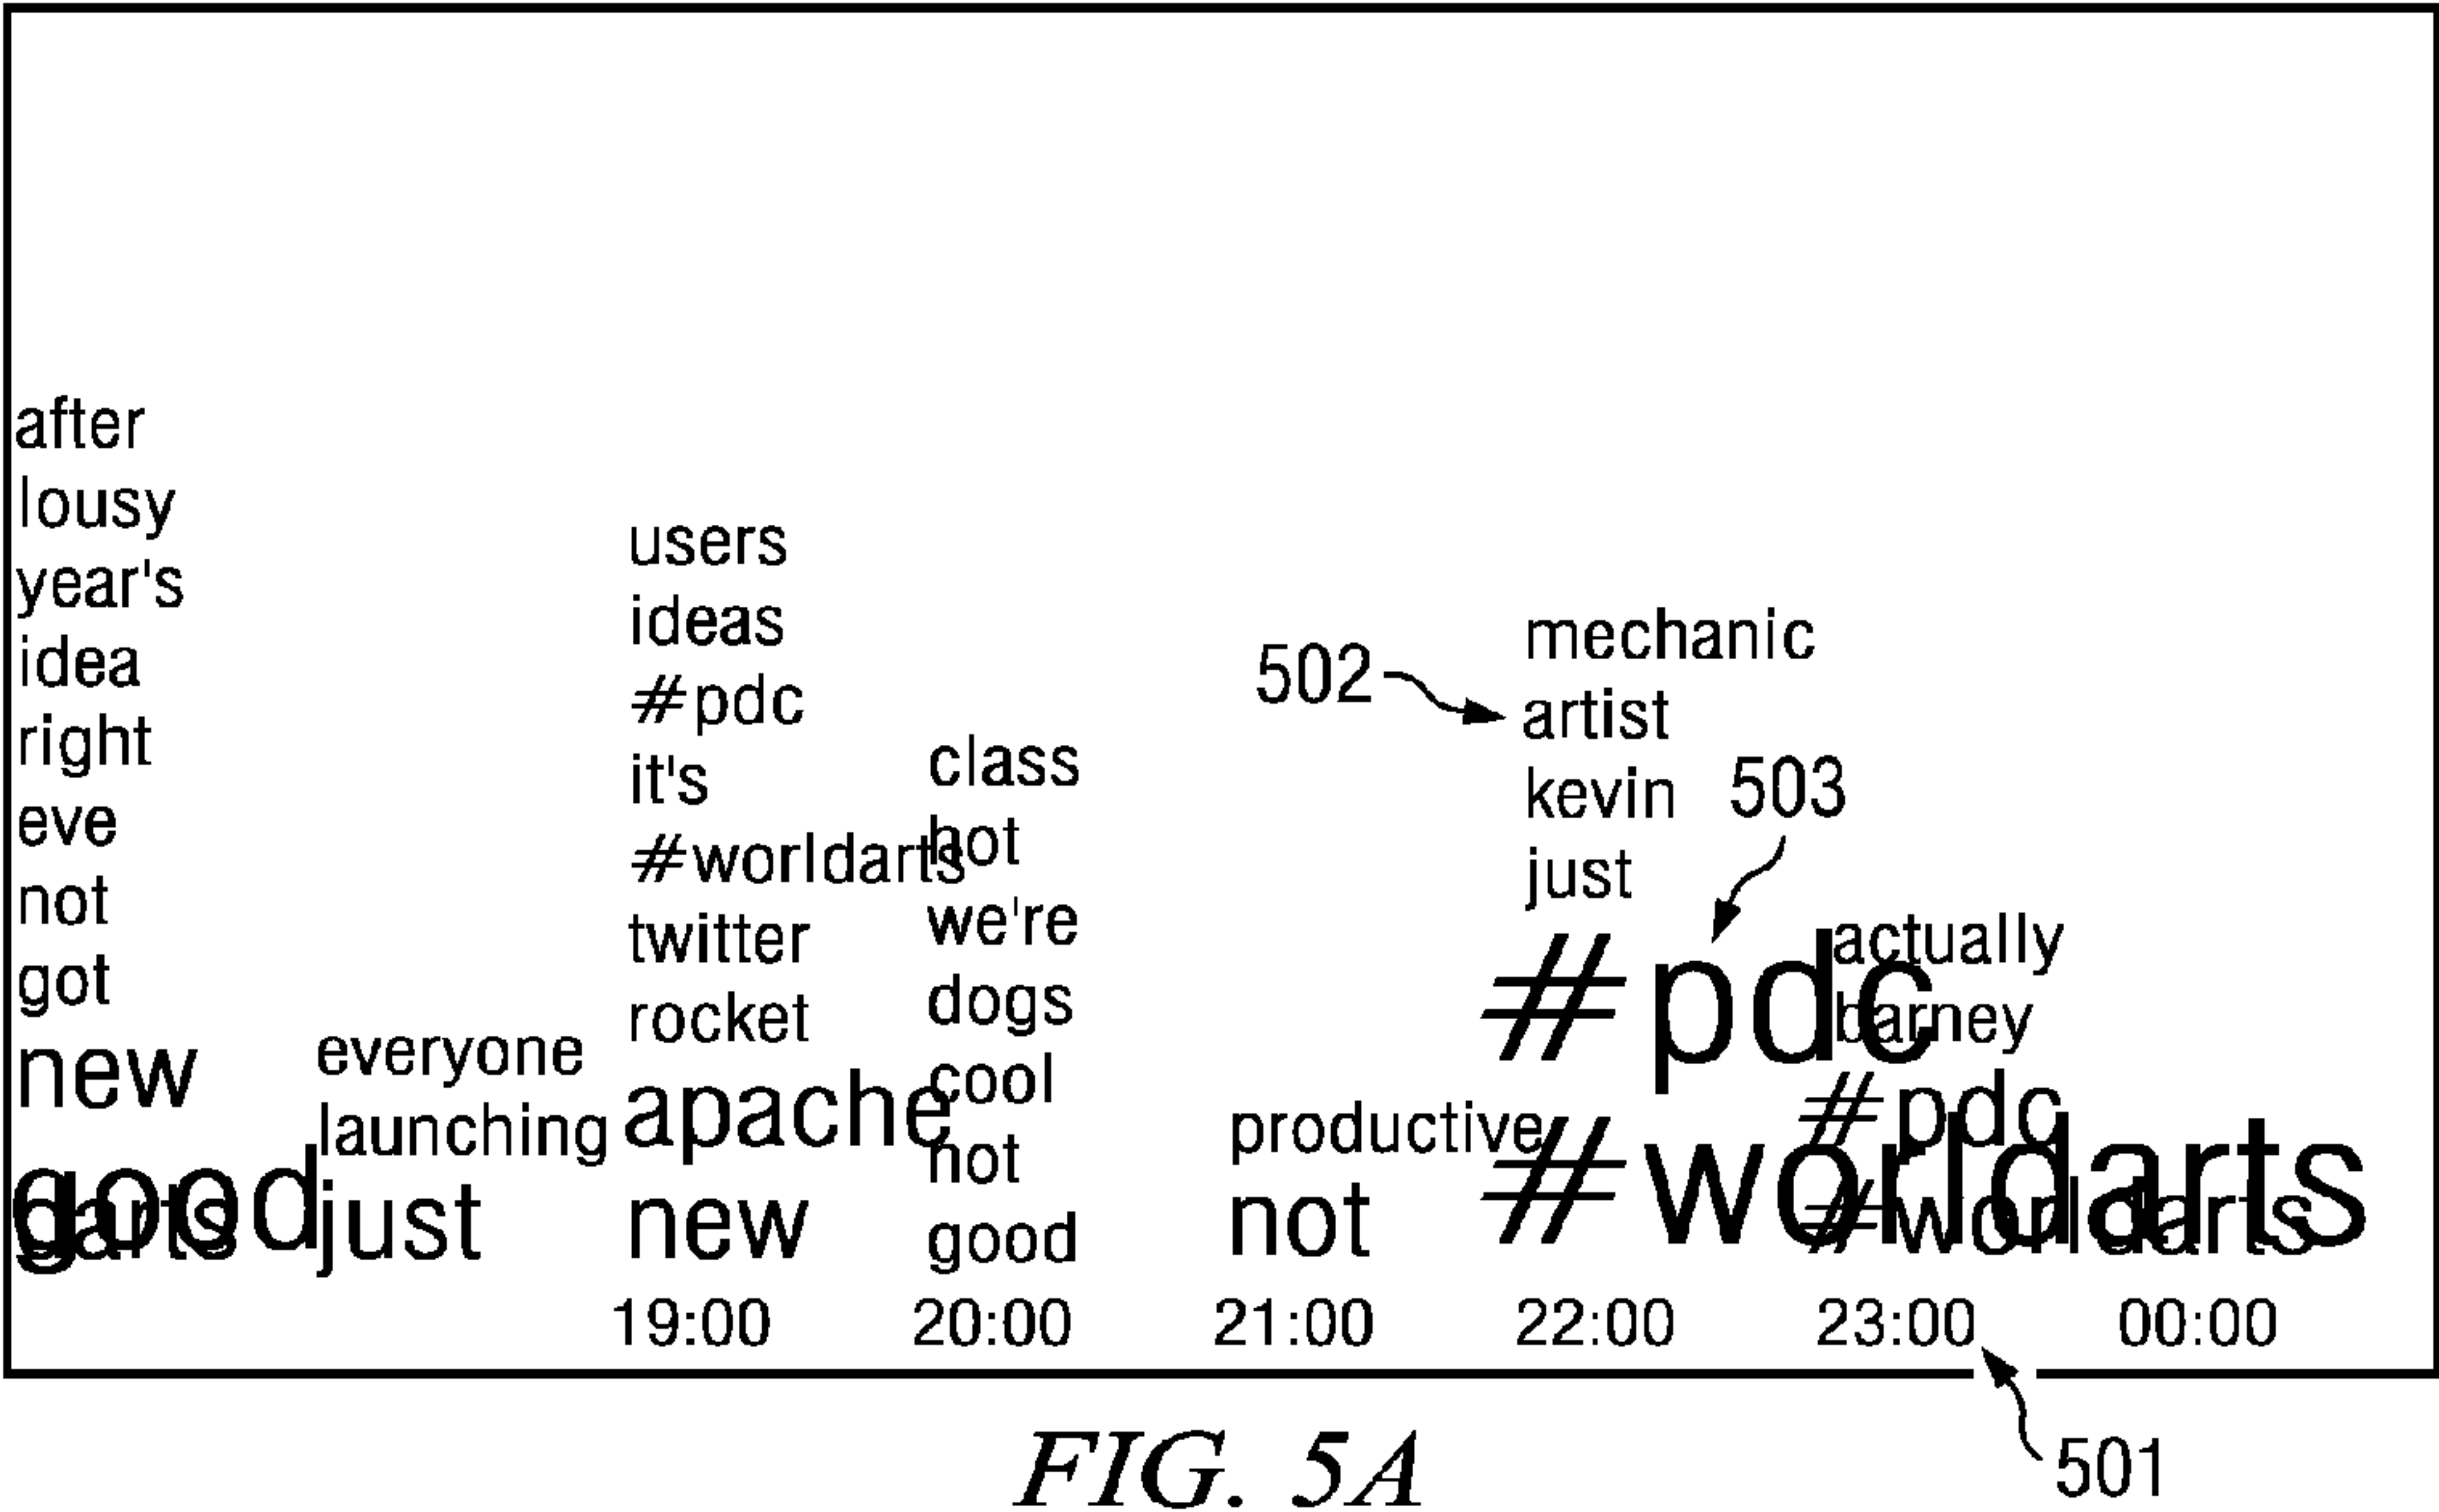 after
lousy
year's
idea
right
eve
not
got
new
good
darts
everyone
launching
just
users
ideas
#pdc
it's
#worldarts
twitter
rocket
apache
new
class
hot
we're
dogs
cool
not
good
productive
not
502
mechanic
artist
kevin
just
503
#pdc
#worldarts
actually
barney
#pdc
#worldarts
19:00 20:00 21:00 22:00 23:00 00:00
501
FIG. 5A